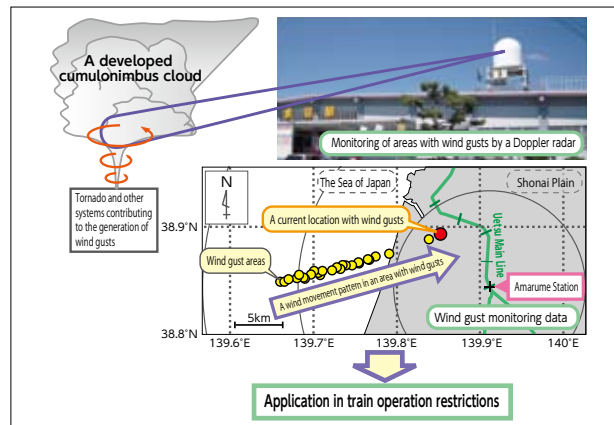 A developed
cumulonimbus cloud
Monitoring of areas with wind gusts by a Doppler radar
Tornado and other
systems contributing
to the generation of
wind gusts
N
The Sea of Japan
Shonai Plain
A current location with wind gusts
38.9°
Wind gust areas
Uetsu Main Line
A wind movement pattern in an area with wind gusts
Amarume Station
5km
Wind gust monitoring data
38.8°
139.6°
139.7°
139.8°
139.9°
140°
Application in train operation restrictions